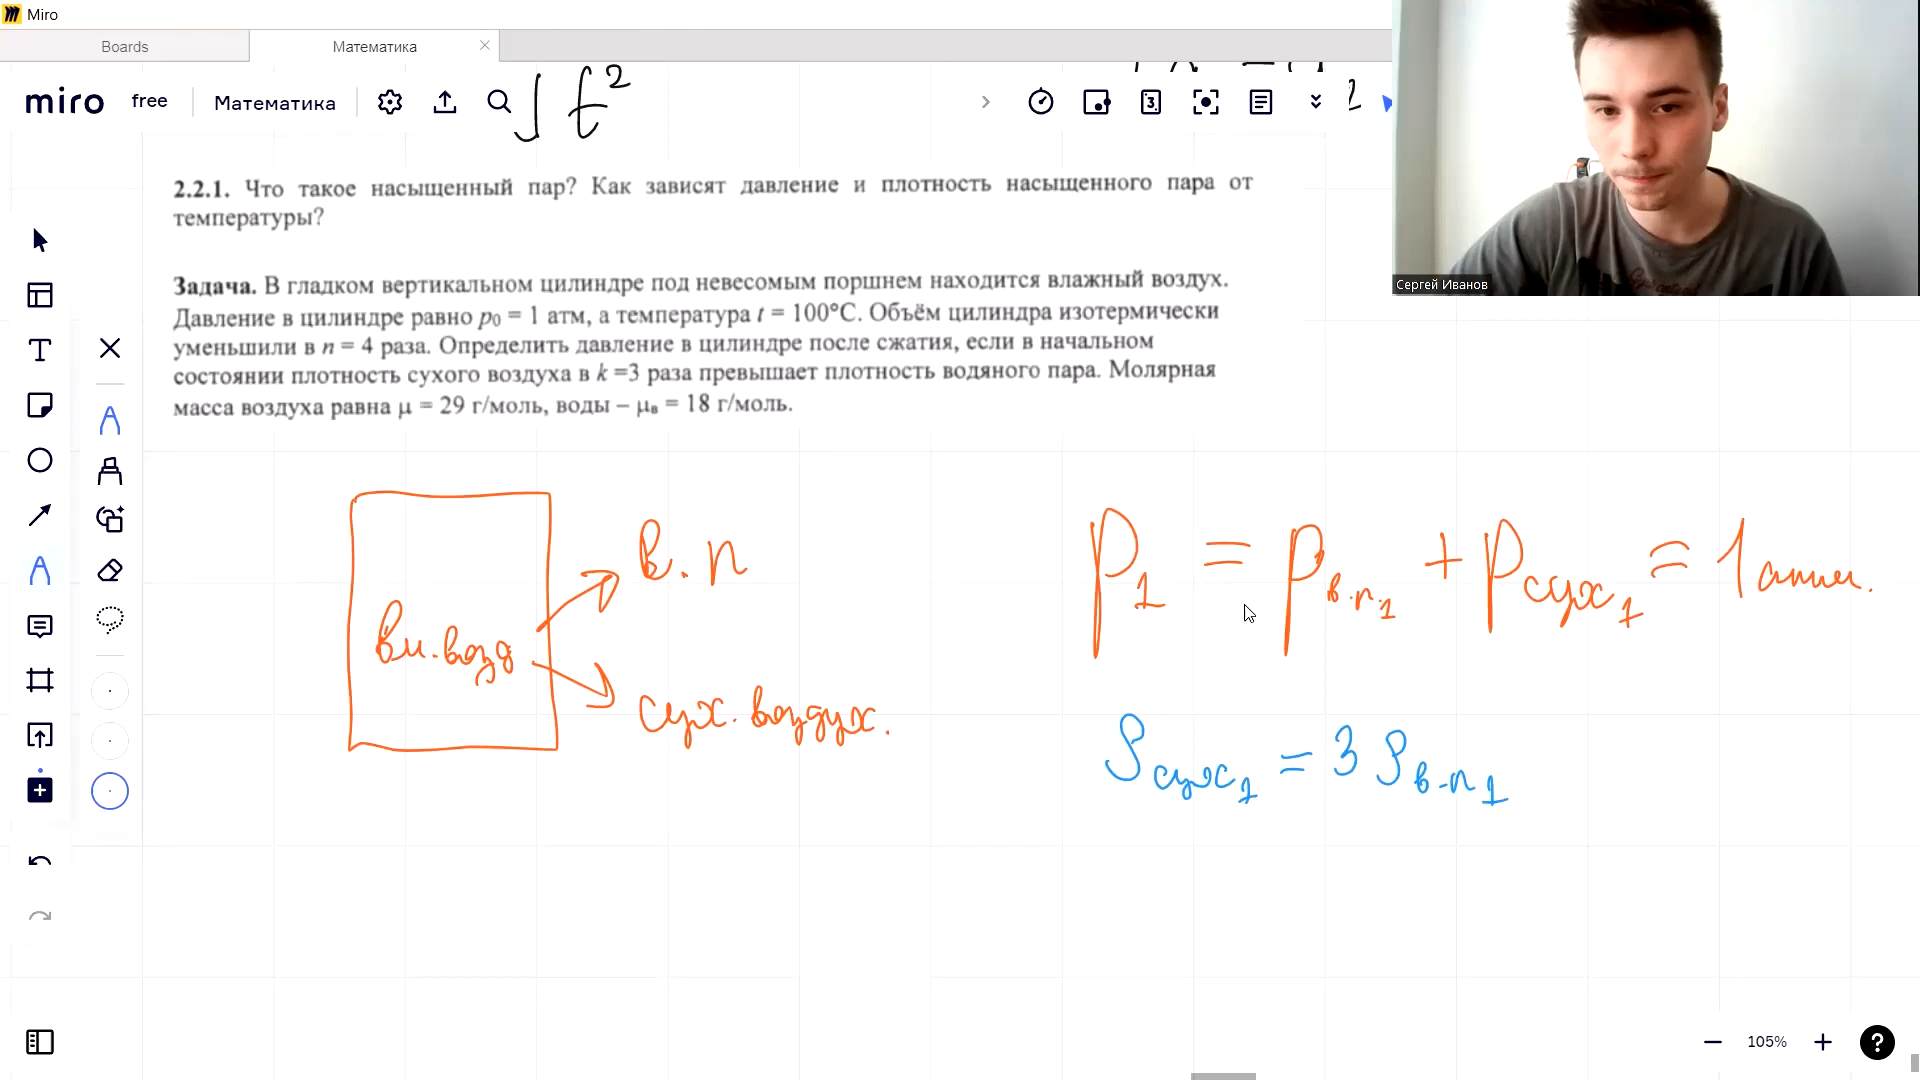 Miro
Boards
Математика
miro
free
Математика
∫ t²
3
2.2.1. Что такое насыщенный пар? Как зависят давление и плотность насыщенного пара от
температуры?
Задача. В гладком вертикальном цилиндре под невесомым поршнем находится влажный воздух.
Давление в цилиндре равно p₀ = 1 атм, а температура t = 100°C. Объём цилиндра изотермически
уменьшили в n = 4 раза. Определить давление в цилиндре после сжатия, если в начальном
состоянии плотность сухого воздуха в k =3 раза превышает плотность водяного пара. Молярная
масса воздуха равна μ = 29 г/моль, воды – μв = 18 г/моль.
Сергей Иванов
в. п
вл. возд
сух. воздух.
P₁ = Pв.п.₁ + Pсух₁ = 1 атм.
ρсух₁ = 3 ρв.п₁
105%